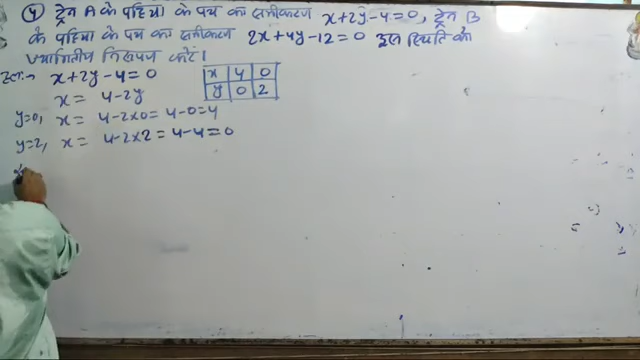 ④ ट्रेन A के पहियो के पथ का समीकरण x+2y-4=0, ट्रेन B
के पहियो के पथ का समीकरण 2x+4y-12=0 इस स्थिति का
ज्यामितीय निरूपण करें।
हल:- x+2y-4=0
x | 4 | 0
y | 0 | 2
x = 4-2y
y=0, x = 4-2×0= 4-0=4
y=2, x = 4-2×2= 4-4=0